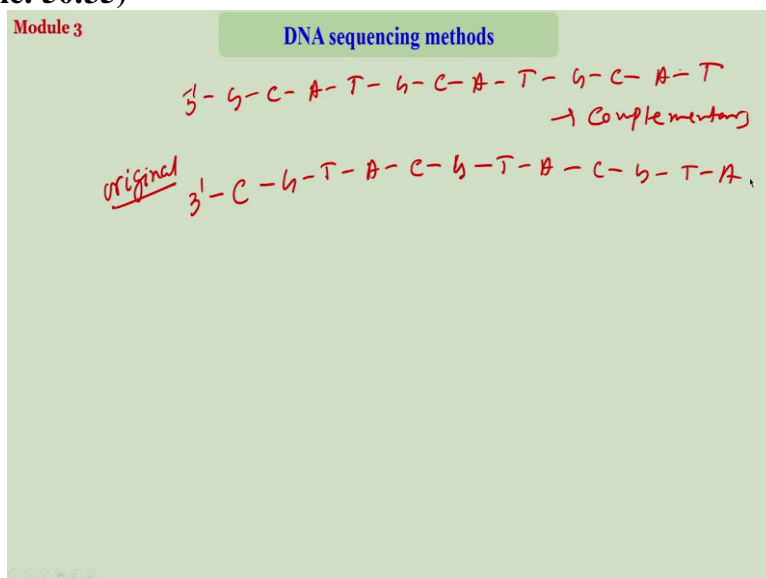 Module 3
DNA sequencing methods
5'-G-C-A-T-G-C-A-T-G-C-A-T
→ Complementary
original 3'-C-G-T-A-C-G-T-A-C-G-T-A